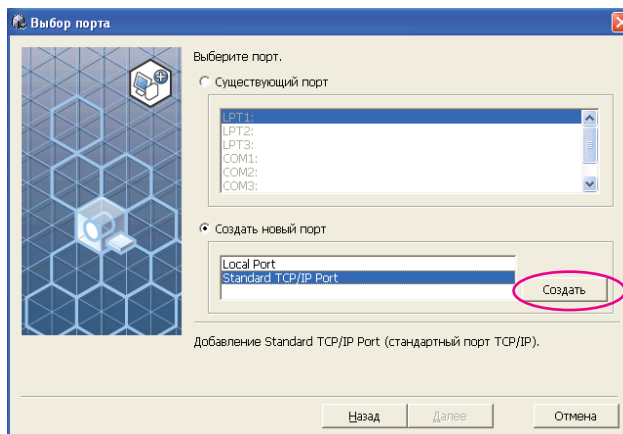 Выбор порта
Выберите порт.
Существующий порт
LPT1:
LPT2:
LPT3:
COM1:
COM2:
COM3:
Создать новый порт
Local Port
Standard TCP/IP Port
Создать
Добавление Standard TCP/IP Port (стандартный порт TCP/IP).
Назад
Далее
Отмена